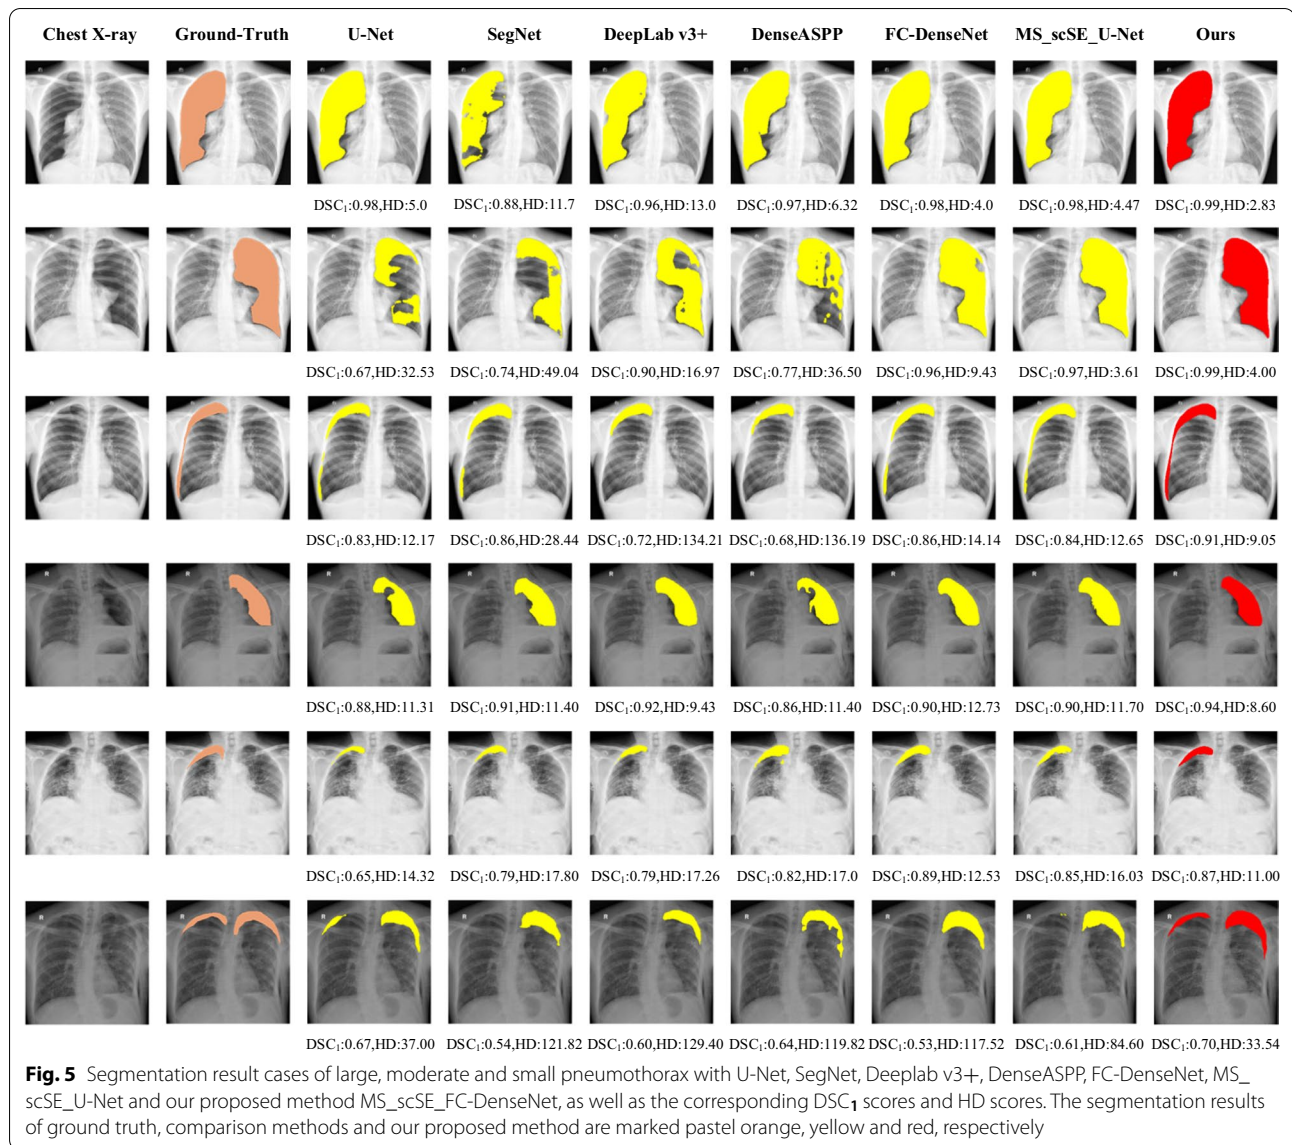 Chest X-ray Ground-Truth U-Net SegNet DeepLab v3+ DenseASPP FC-DenseNet MS_scSE_U-Net Ours
DSC₁:0.98,HD:5.0 DSC₁:0.88,HD:11.7 DSC₁:0.96,HD:13.0 DSC₁:0.97,HD:6.32 DSC₁:0.98,HD:4.0 DSC₁:0.98,HD:4.47 DSC₁:0.99,HD:2.83
DSC₁:0.67,HD:32.53 DSC₁:0.74,HD:49.04 DSC₁:0.90,HD:16.97 DSC₁:0.77,HD:36.50 DSC₁:0.96,HD:9.43 DSC₁:0.97,HD:3.61 DSC₁:0.99,HD:4.00
DSC₁:0.83,HD:12.17 DSC₁:0.86,HD:28.44 DSC₁:0.72,HD:134.21 DSC₁:0.68,HD:136.19 DSC₁:0.86,HD:14.14 DSC₁:0.84,HD:12.65 DSC₁:0.91,HD:9.05
R R R R R R R R R
DSC₁:0.88,HD:11.31 DSC₁:0.91,HD:11.40 DSC₁:0.92,HD:9.43 DSC₁:0.86,HD:11.40 DSC₁:0.90,HD:12.73 DSC₁:0.90,HD:11.70 DSC₁:0.94,HD:8.60
DSC₁:0.65,HD:14.32 DSC₁:0.79,HD:17.80 DSC₁:0.79,HD:17.26 DSC₁:0.82,HD:17.0 DSC₁:0.89,HD:12.53 DSC₁:0.85,HD:16.03 DSC₁:0.87,HD:11.00
R R R R R R R R R
DSC₁:0.67,HD:37.00 DSC₁:0.54,HD:121.82 DSC₁:0.60,HD:129.40 DSC₁:0.64,HD:119.82 DSC₁:0.53,HD:117.52 DSC₁:0.61,HD:84.60 DSC₁:0.70,HD:33.54
Fig. 5 Segmentation result cases of large, moderate and small pneumothorax with U-Net, SegNet, Deeplab v3+, DenseASPP, FC-DenseNet, MS_
scSE_U-Net and our proposed method MS_scSE_FC-DenseNet, as well as the corresponding DSC₁ scores and HD scores. The segmentation results
of ground truth, comparison methods and our proposed method are marked pastel orange, yellow and red, respectively